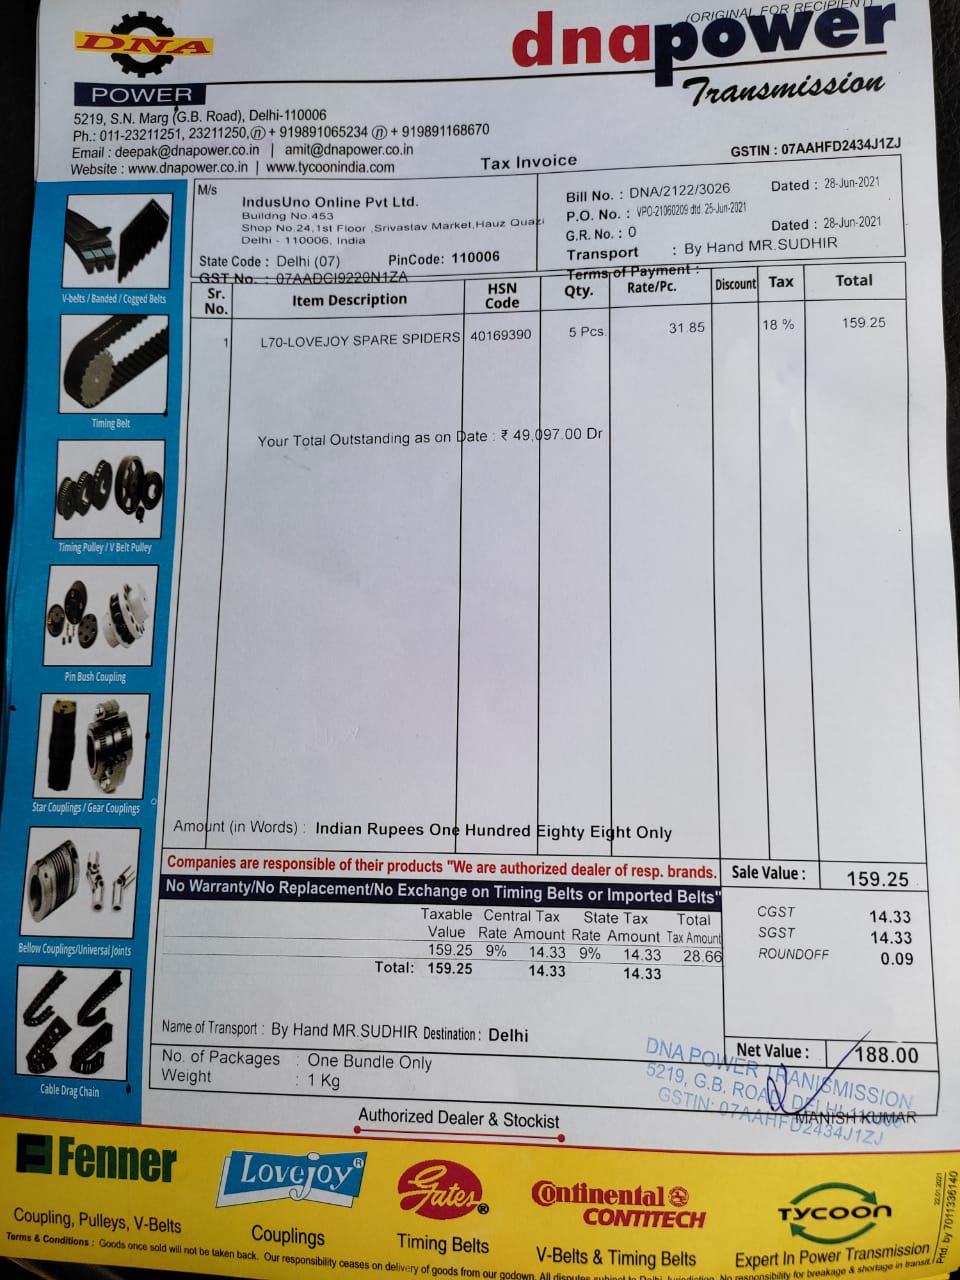 (ORIGINAL FOR RECIPIENT)
DNA
POWER
dnapower
Transmission
5219, S.N. Marg (G.B. Road), Delhi-110006
Ph.: 011-23211251, 23211250, + 919891065234 + 919891168670
Email : deepak@dnapower.co.in | amit@dnapower.co.in
Website : www.dnapower.co.in | www.tycoonindia.com
Tax Invoice
GSTIN : 07AAHFD2434J1ZJ
M/s
IndusUno Online Pvt Ltd.
Buildng No.453
Shop No.24,1st Floor ,Srivastav Market,Hauz Quazi
Delhi - 110006, India
State Code : Delhi (07) PinCode: 110006
GST No. : 07AADCI9220N1ZA
Bill No. : DNA/2122/3026 Dated : 28-Jun-2021
P.O. No. : VPO-21060209 dtd. 25-Jun-2021
G.R. No. : 0 Dated : 28-Jun-2021
Transport : By Hand MR.SUDHIR
Terms of Payment :
Sr. No. Item Description HSN Code Qty. Rate/Pc. Discount Tax Total
1 L70-LOVEJOY SPARE SPIDERS 40169390 5 Pcs. 31.85 18 % 159.25
Your Total Outstanding as on Date : ₹ 49,097.00 Dr
V-belts / Banded / Cogged Belts
Timing Belt
Timing Pulley / V Belt Pulley
Pin Bush Coupling
Star Couplings / Gear Couplings
Bellow Couplings/Universal Joints
Cable Drag Chain
Amount (in Words) : Indian Rupees One Hundred Eighty Eight Only
Companies are responsible of their products "We are authorized dealer of resp. brands.
No Warranty/No Replacement/No Exchange on Timing Belts or Imported Belts"
Sale Value : 159.25
CGST 14.33
SGST 14.33
ROUNDOFF 0.09
Taxable Central Tax State Tax Total
Value Rate Amount Rate Amount Tax Amount
159.25 9% 14.33 9% 14.33 28.66
Total: 159.25 14.33 14.33
Name of Transport : By Hand MR.SUDHIR Destination : Delhi
Net Value : 188.00
No. of Packages : One Bundle Only
Weight : 1 Kg
DNA POWER TRANISMISSION
5219, G.B. ROAD, DELHI-110006
GSTIN: 07AAHFD2434J1ZJ
MANISH KUMAR
Authorized Dealer & Stockist
Fenner
Coupling, Pulleys, V-Belts
Lovejoy®
Couplings
Gates®
Timing Belts
Continental
CONTITECH
V-Belts & Timing Belts
TYCOON
Expert In Power Transmission
Terms & Conditions : Goods once sold will not be taken back. Our responsibility ceases on delivery of goods from our godown. All disputes subject to Delhi Jurisdiction. No responsibility for breakage & shortage in transit.
Prtd. by 7011336140
22.01.2021